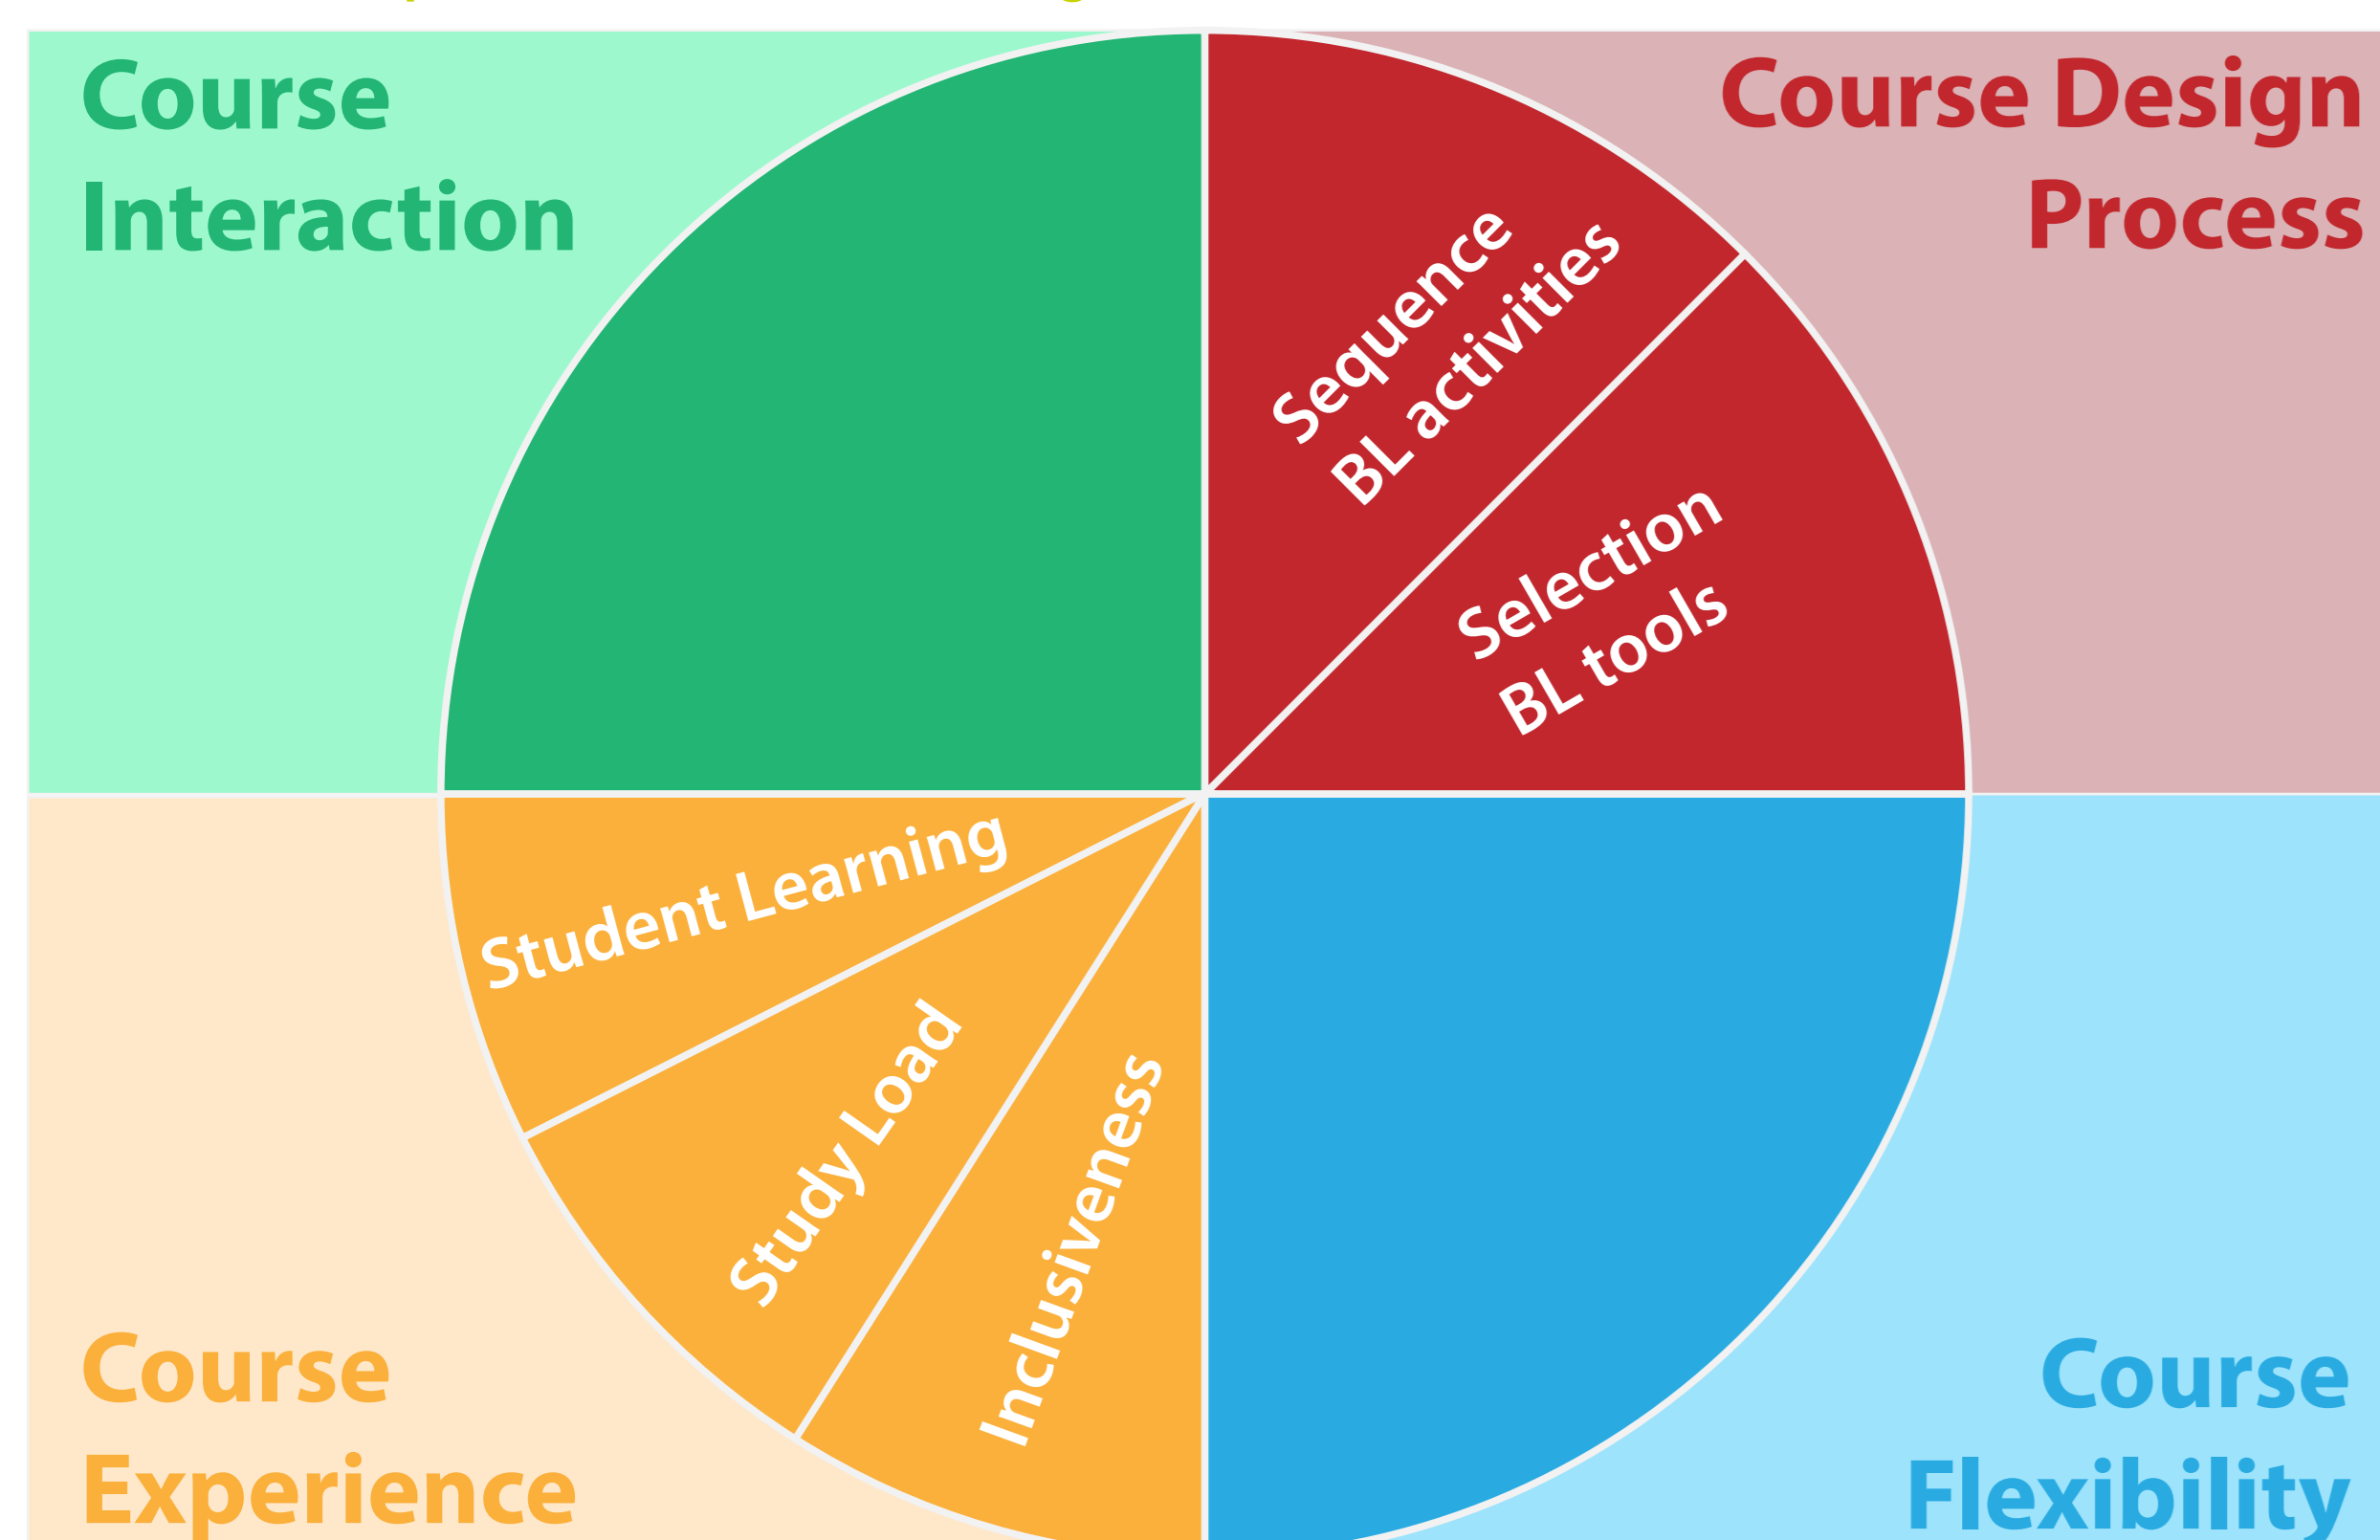 Course
Interaction
Course Design
Process
Sequence
BL activities
Selection
BL tools
Student Learning
Study Load
Inclusiveness
Course
Experience
Course
Flexibility